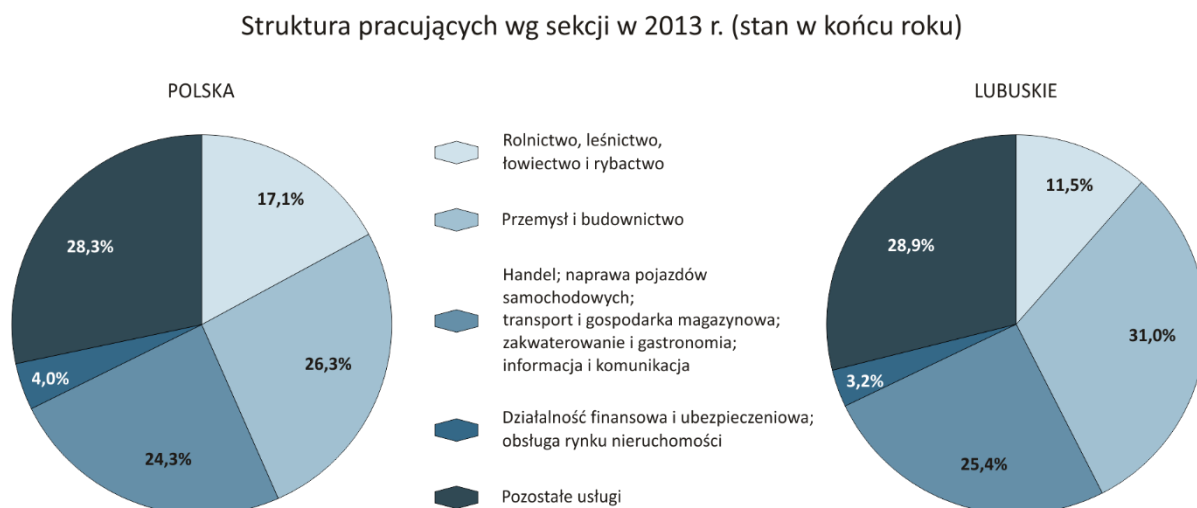 Struktura pracujących wg sekcji w 2013 r. (stan w końcu roku)
POLSKA
17,1%
26,3%
24,3%
4,0%
28,3%
Rolnictwo, leśnictwo,
łowiectwo i rybactwo
Przemysł i budownictwo
Handel; naprawa pojazdów
samochodowych;
transport i gospodarka magazynowa;
zakwaterowanie i gastronomia;
informacja i komunikacja
Działalność finansowa i ubezpieczeniowa;
obsługa rynku nieruchomości
Pozostałe usługi
LUBUSKIE
11,5%
31,0%
25,4%
3,2%
28,9%